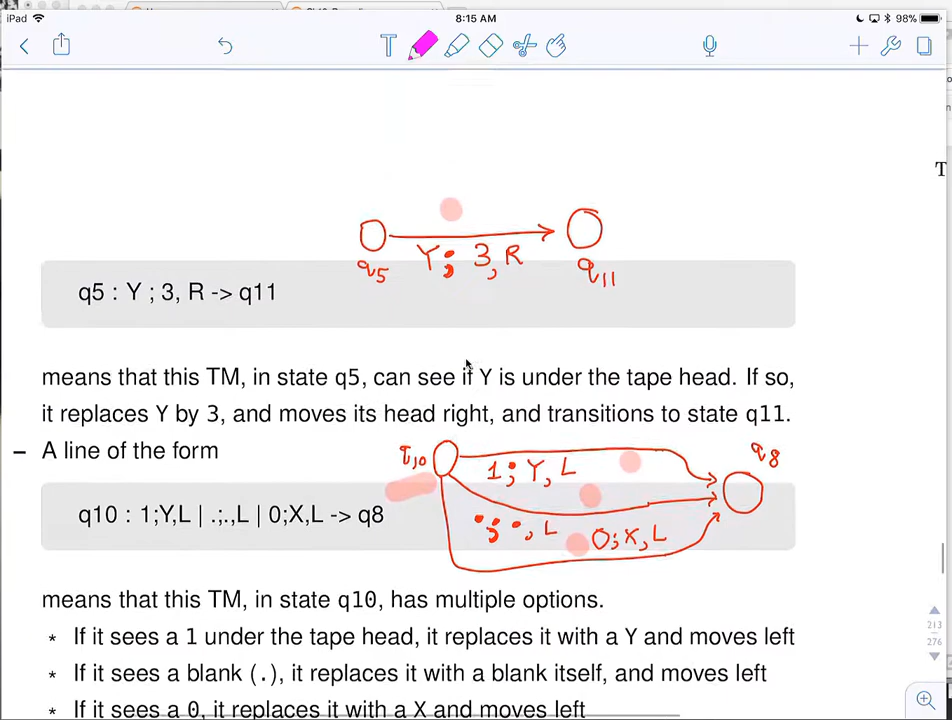 iPad 8:15 AM 98%
T
T
Y; 3, R
q5 q11
q5 : Y ; 3, R -> q11
means that this TM, in state q5, can see if Y is under the tape head. If so,
it replaces Y by 3, and moves its head right, and transitions to state q11.
– A line of the form
q10 q8
1; Y, L
q10 : 1;Y,L | .;.,L | 0;X,L -> q8
.;., L 0; X, L
means that this TM, in state q10, has multiple options.
* If it sees a 1 under the tape head, it replaces it with a Y and moves left
* If it sees a blank (.), it replaces it with a blank itself, and moves left
* If it sees a 0, it replaces it with a X and moves left
213
276